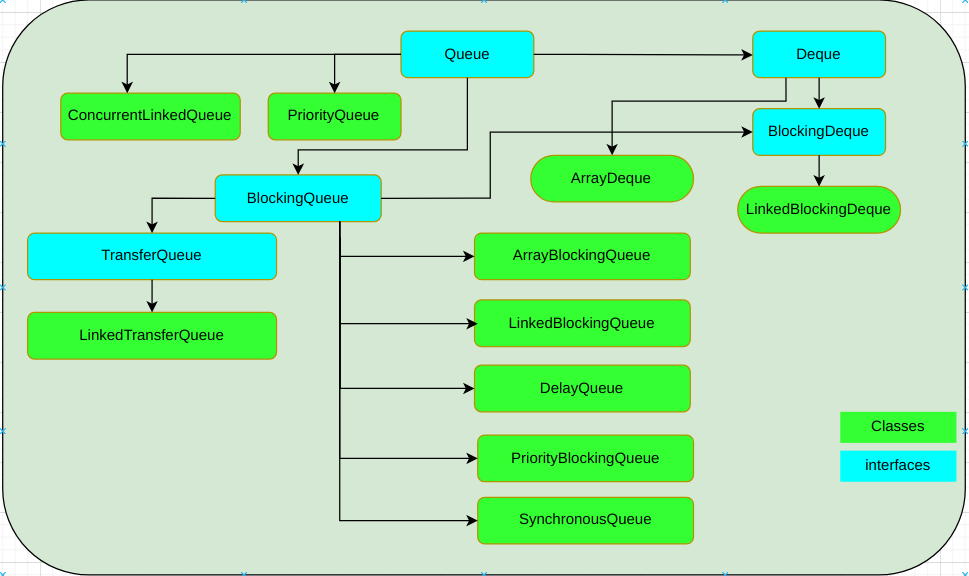 Queue
Deque
ConcurrentLinkedQueue
PriorityQueue
BlockingDeque
ArrayDeque
BlockingQueue
LinkedBlockingDeque
TransferQueue
ArrayBlockingQueue
LinkedBlockingQueue
LinkedTransferQueue
DelayQueue
Classes
PriorityBlockingQueue
interfaces
SynchronousQueue